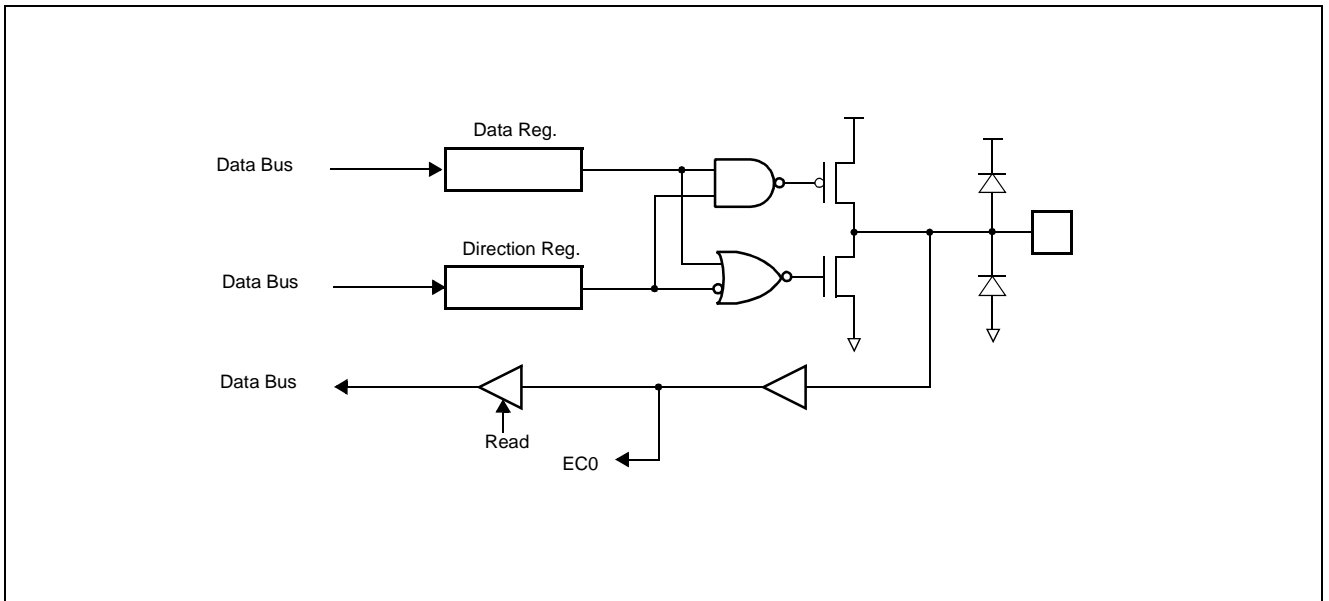 Data Reg.
Data Bus
Direction Reg.
Data Bus
Data Bus
Read
EC0